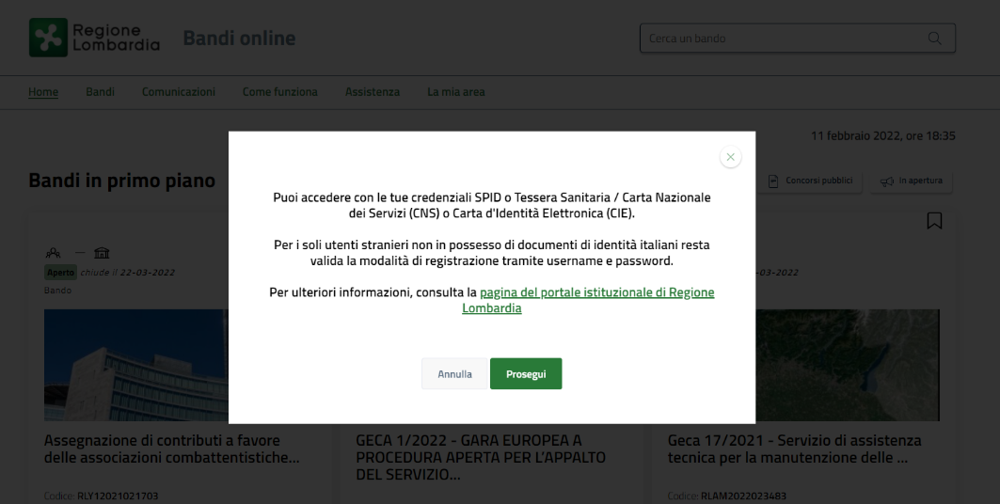 Regione
Lombardia
Bandi online
Cerca un bando
Home Bandi Comunicazioni Come funziona Assistenza La mia area
11 febbraio 2022, ore 18:35
Bandi in primo piano
Concorsi pubblici
In apertura
Puoi accedere con le tue credenziali SPID o Tessera Sanitaria / Carta Nazionale
dei Servizi (CNS) o Carta d'Identità Elettronica (CIE).
Per i soli utenti stranieri non in possesso di documenti di identità italiani resta
valida la modalità di registrazione tramite username e password.
Per ulteriori informazioni, consulta la pagina del portale istituzionale di Regione
Lombardia
Annulla
Prosegui
Aperto chiude il 22-03-2022
Bando
-03-2022
Assegnazione di contributi a favore
delle associazioni combattentistiche...
Codice: RLY12021021703
GECA 1/2022 - GARA EUROPEA A
PROCEDURA APERTA PER L'APPALTO
DEL SERVIZIO...
Geca 17/2021 - Servizio di assistenza
tecnica per la manutenzione delle ...
Codice: RLAM2022023483